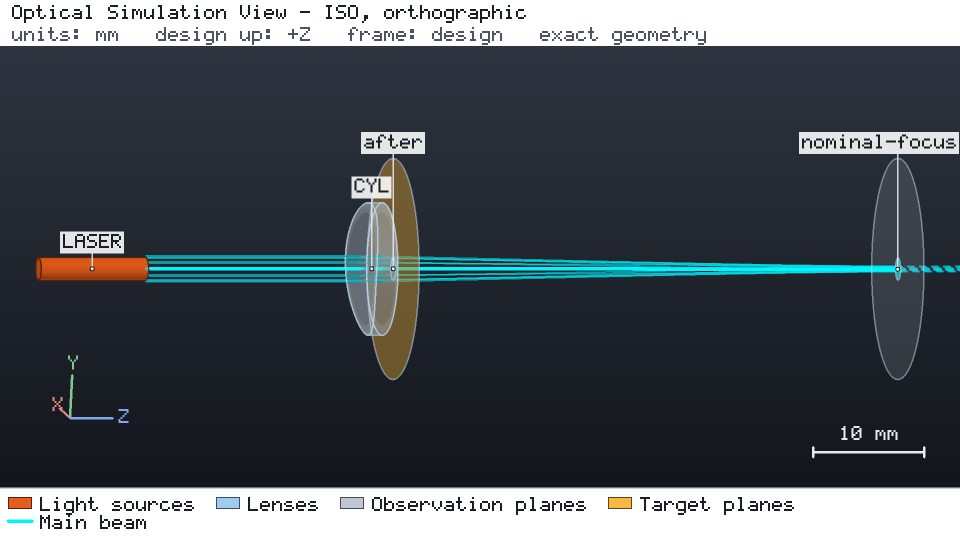 Optical Simulation View - ISO, orthographic
units: mm   design up: +Z   frame: design   exact geometry
after
nominal-focus
CYL
LASER
Y
X
Z
10 mm
Light sources   Lenses   Observation planes   Target planes
Main beam